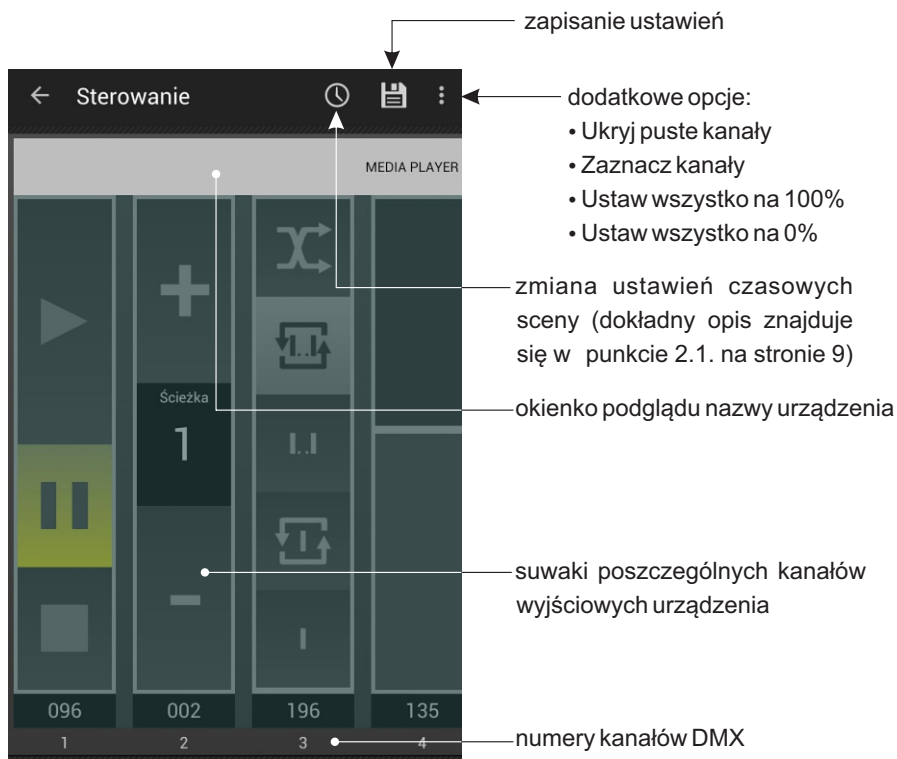 zapisanie ustawień
Sterowanie
dodatkowe opcje:
• Ukryj puste kanały
• Zaznacz kanały
• Ustaw wszystko na 100%
• Ustaw wszystko na 0%
MEDIA PLAYER
zmiana ustawień czasowych
sceny (dokładny opis znajduje
się w punkcie 2.1. na stronie 9)
Ścieżka
1
okienko podglądu nazwy urządzenia
I..I
I..I
I
I
suwaki poszczególnych kanałów
wyjściowych urządzenia
096 002 196 135
1 2 3 4
numery kanałów DMX